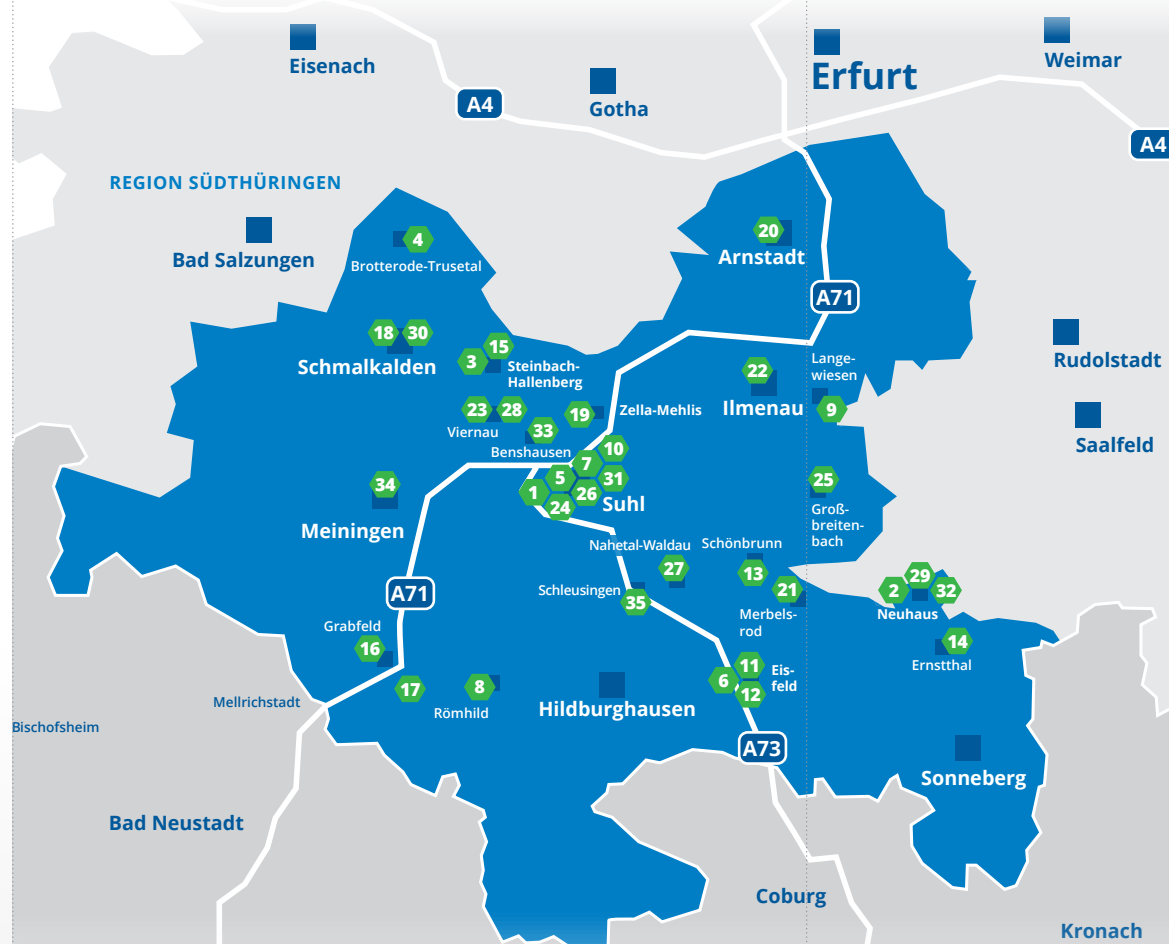 Eisenach
Gotha
Erfurt
Weimar
A4
A4
REGION SÜDTHÜRINGEN
Bad Salzungen
4
Brotterode-Trusetal
20
Arnstadt
A71
Rudolstadt
Saalfeld
18
30
Schmalkalden
15
3
Steinbach-
Hallenberg
22
Ilmenau
Lange-
wiesen
9
23
28
Viernau
19
Zella-Mehlis
33
Benshausen
10
7
5
31
1
26
24
Suhl
25
Groß-
breiten-
bach
34
Meiningen
Nahetal-Waldau
27
Schönbrunn
13
21
Merbels-
rod
29
2
32
Neuhaus
A71
Schleusingen
35
14
Ernstthal
Grabfeld
16
17
8
Römhild
11
6
12
Eis-
feld
Hildburghausen
Mellrichstadt
Bischofsheim
A73
Sonneberg
Bad Neustadt
Coburg
Kronach